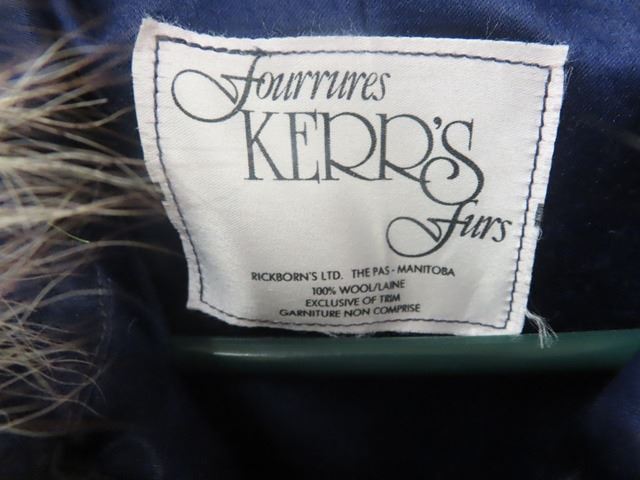 Fourrures
KERR'S
Furs
RICKBORN'S LTD. THE PAS - MANITOBA
100% WOOL/LAINE
EXCLUSIVE OF TRIM
GARNITURE NON COMPRISE